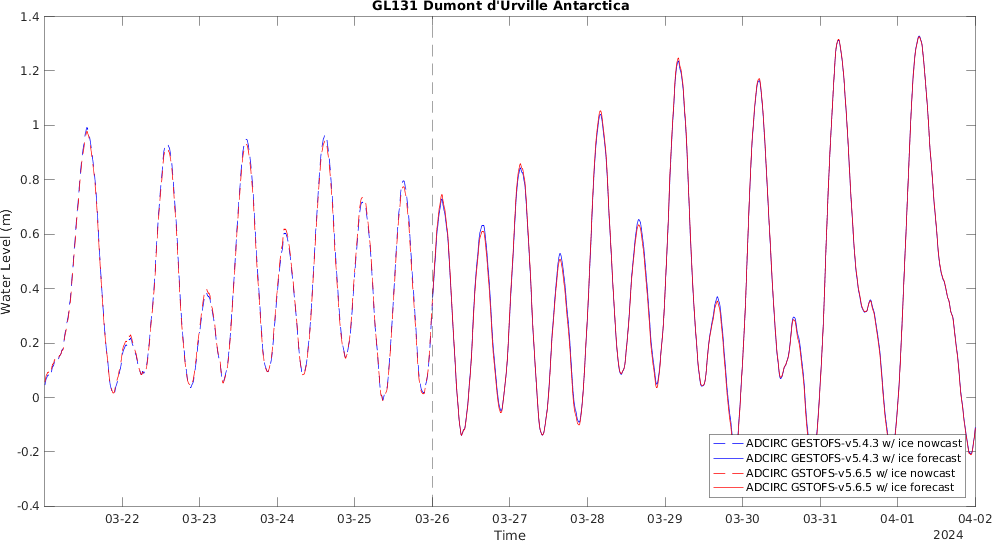 GL131 Dumont d'Urville Antarctica
Water Level (m)
1.4
1.2
1
0.8
0.6
0.4
0.2
0
-0.2
-0.4
ADCIRC GESTOFS-v5.4.3 w/ ice nowcast
ADCIRC GESTOFS-v5.4.3 w/ ice forecast
ADCIRC GSTOFS-v5.6.5 w/ ice nowcast
ADCIRC GSTOFS-v5.6.5 w/ ice forecast
03-22 03-23 03-24 03-25 03-26 03-27 03-28 03-29 03-30 03-31 04-01 04-02
Time
2024